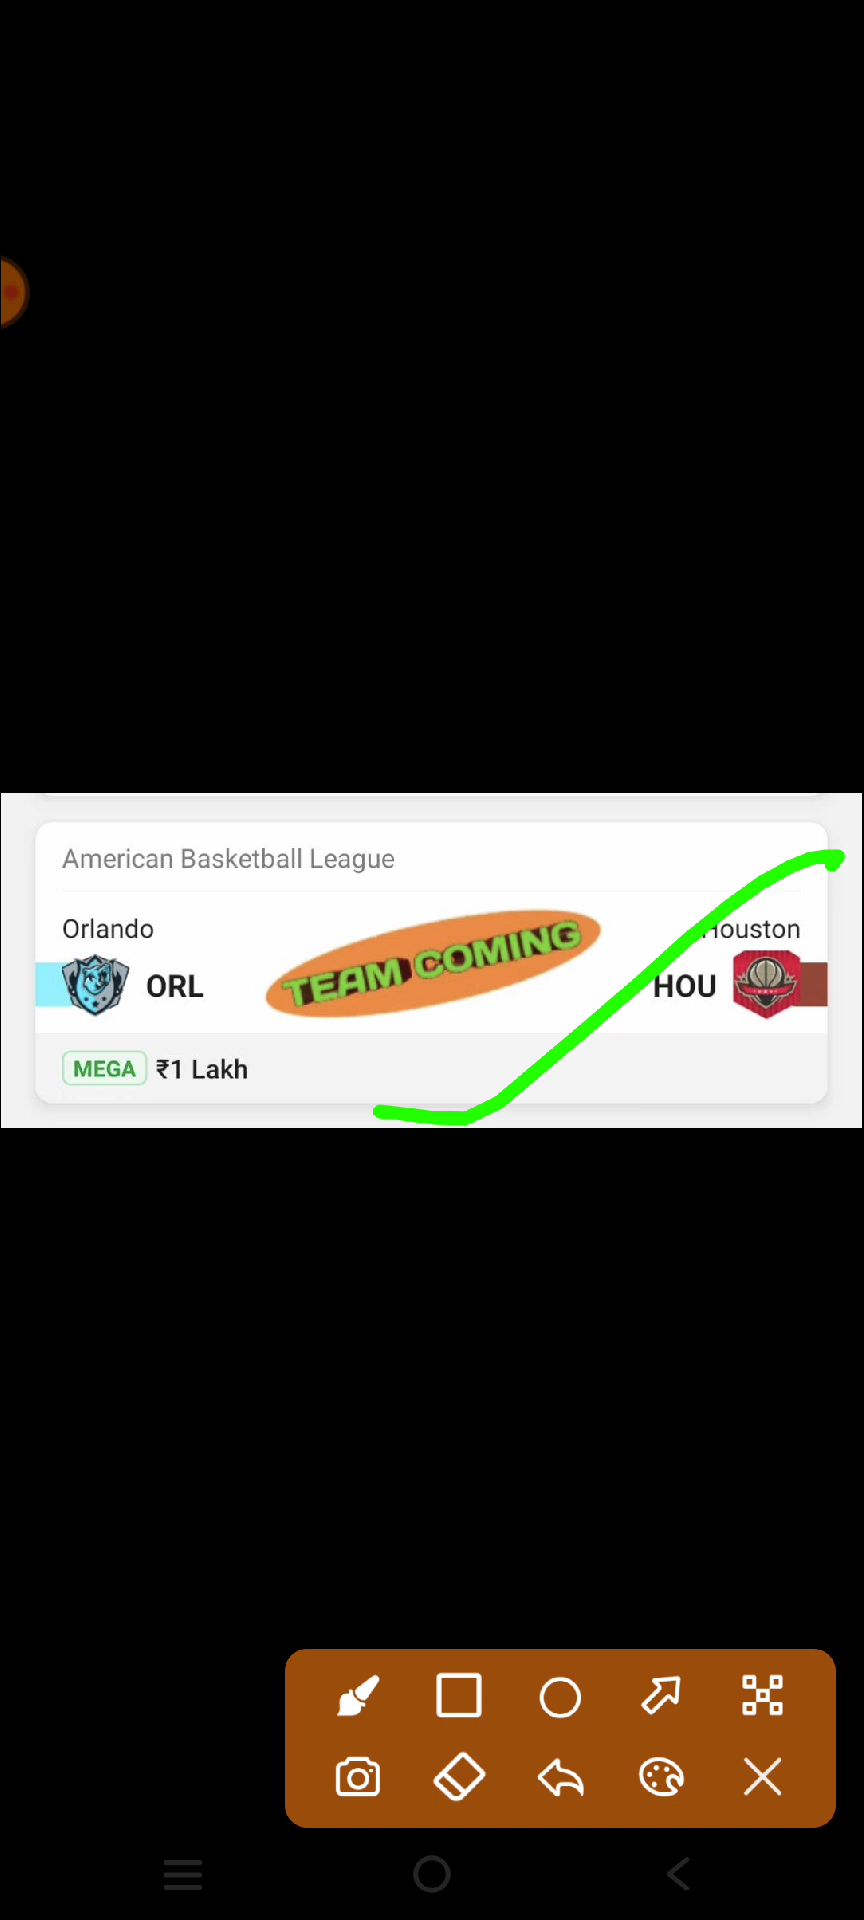 American Basketball League
Orlando
Houston
ORL
TEAM COMING
HOU
MEGA ₹1 Lakh